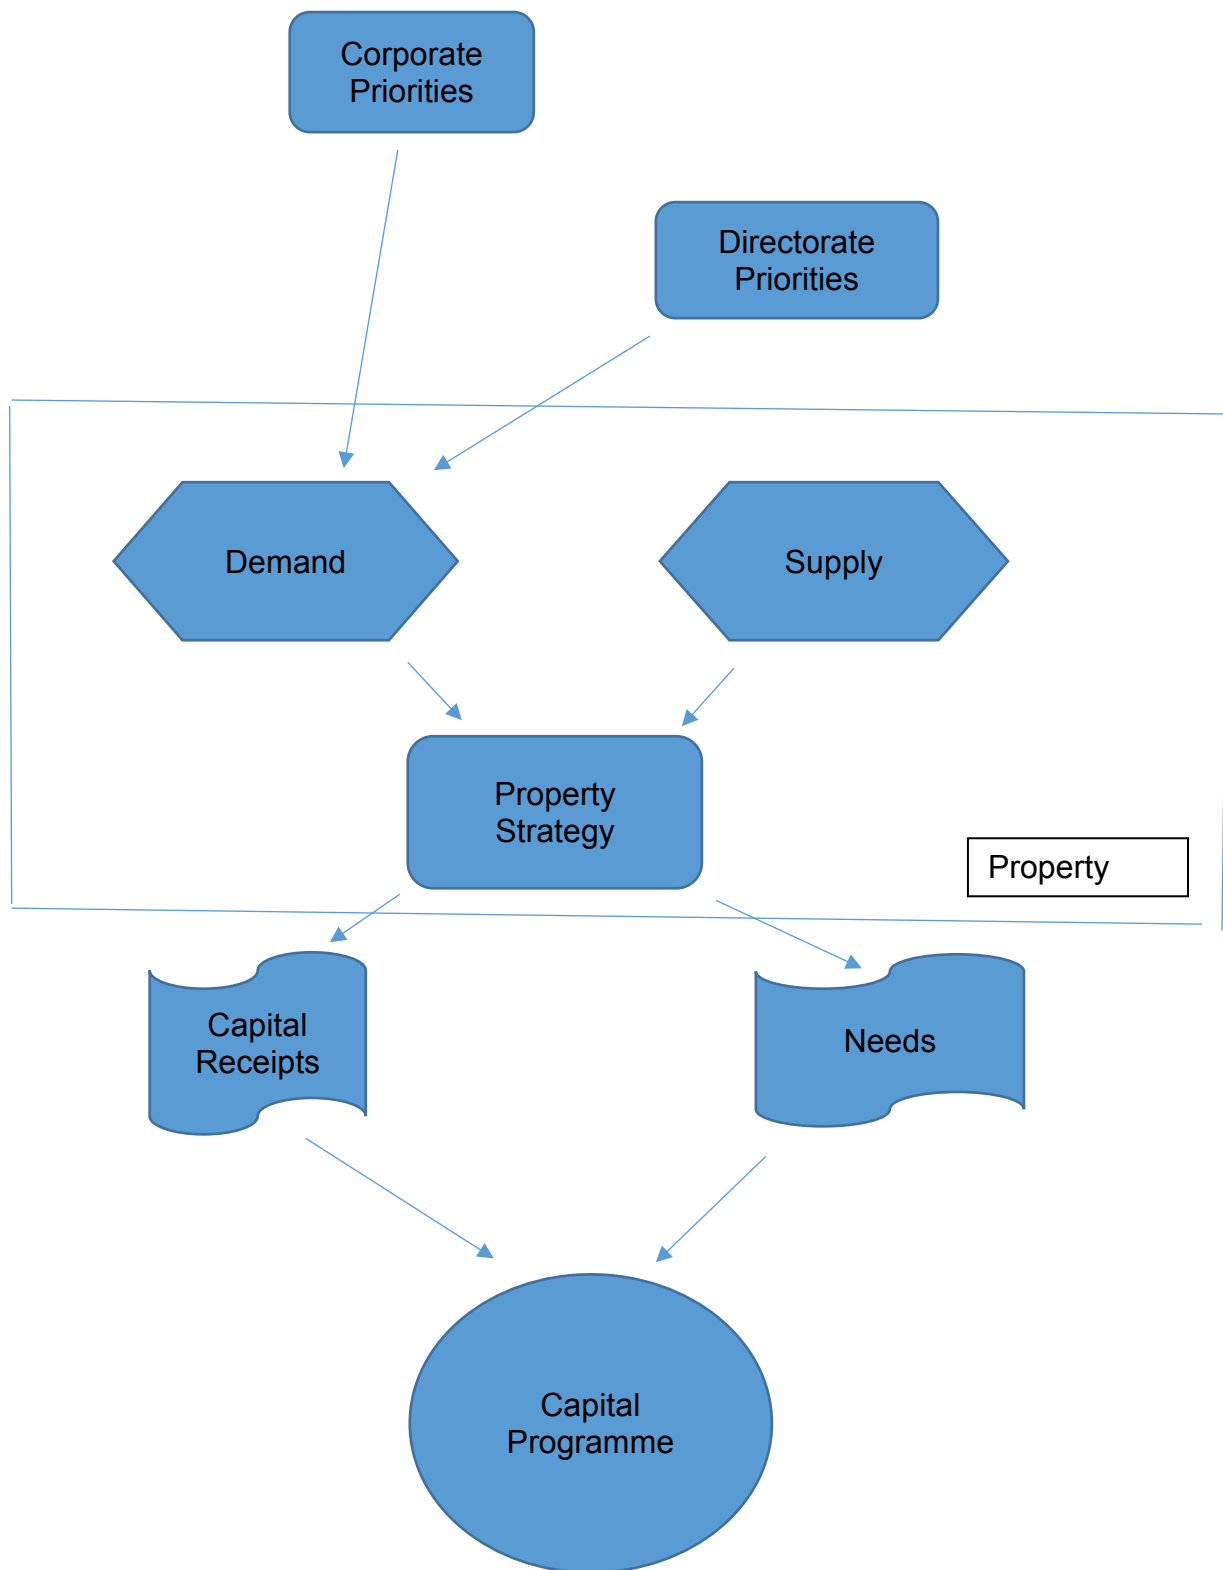 Corporate
Priorities
Directorate
Priorities
Demand
Supply
Property
Strategy
Property
Capital
Receipts
Needs
Capital
Programme